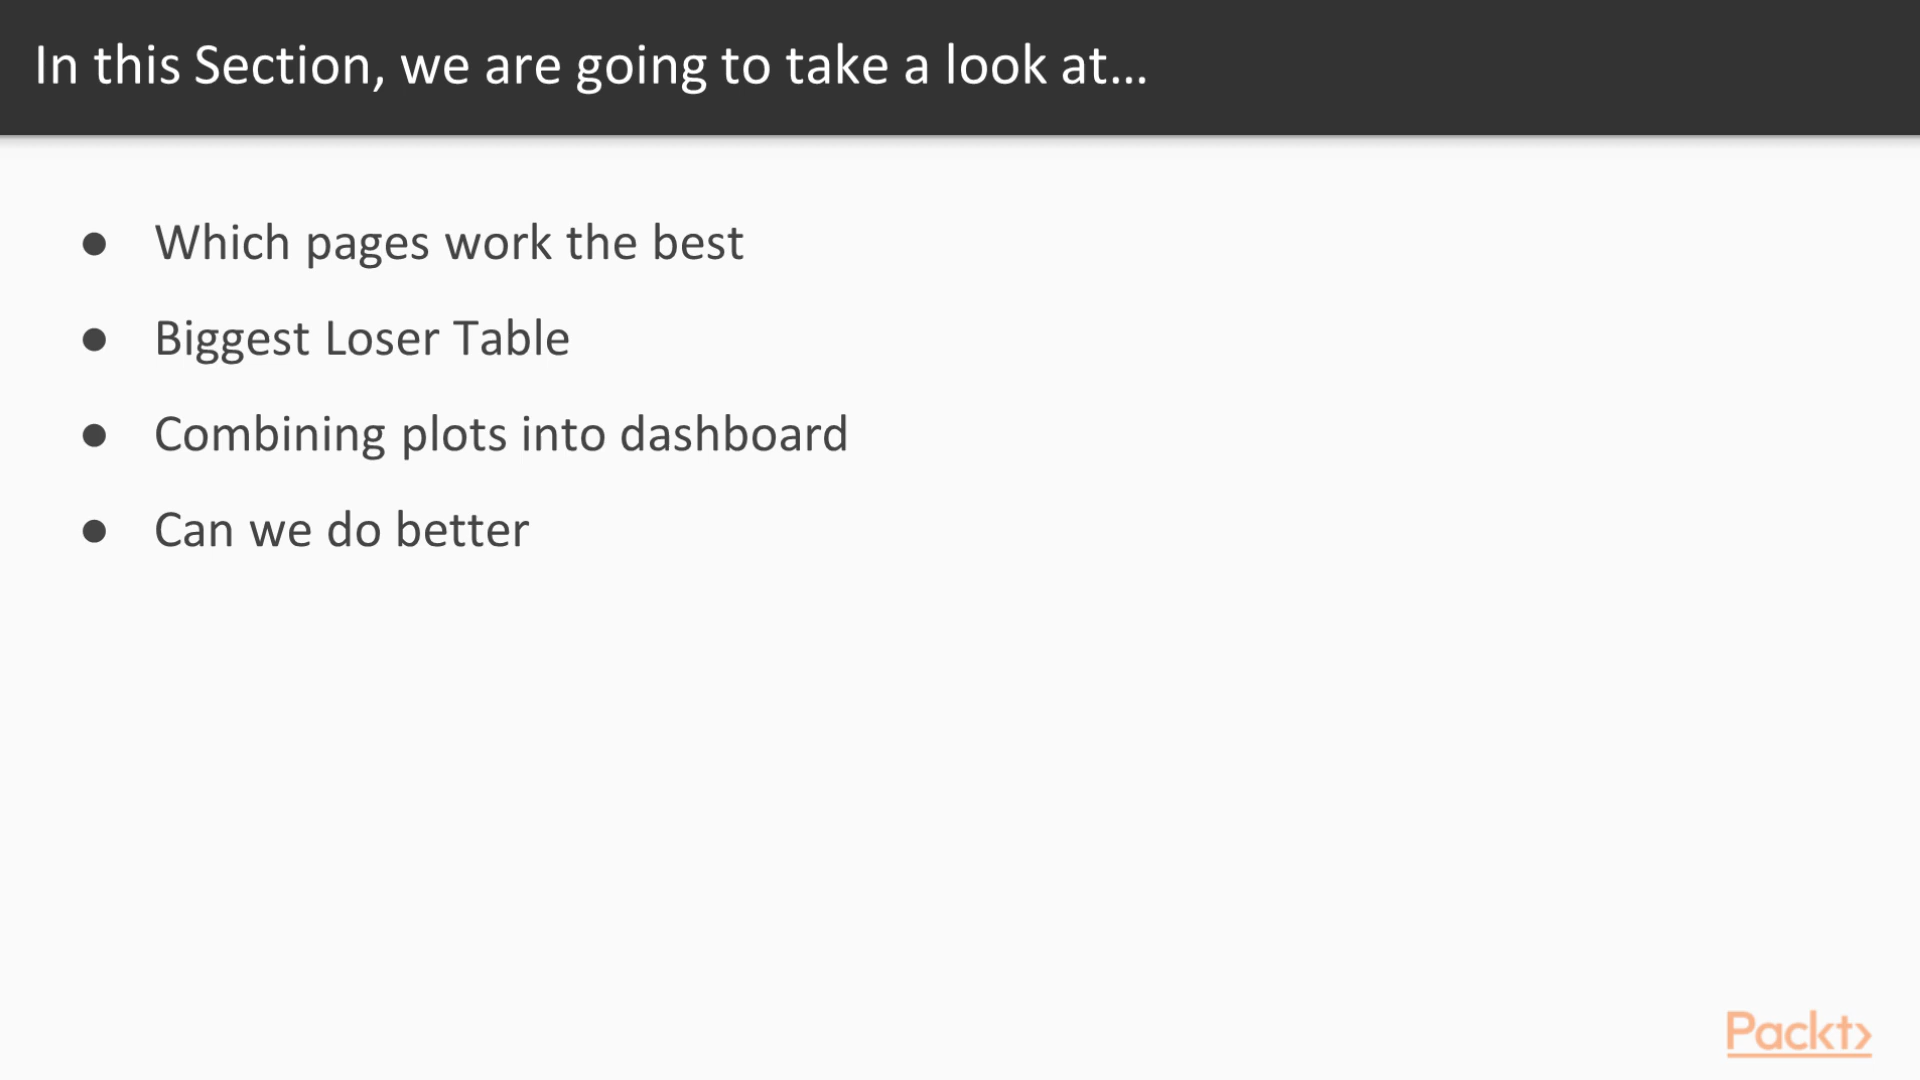 In this Section, we are going to take a look at...
● Which pages work the best
● Biggest Loser Table
● Combining plots into dashboard
● Can we do better
Packt>